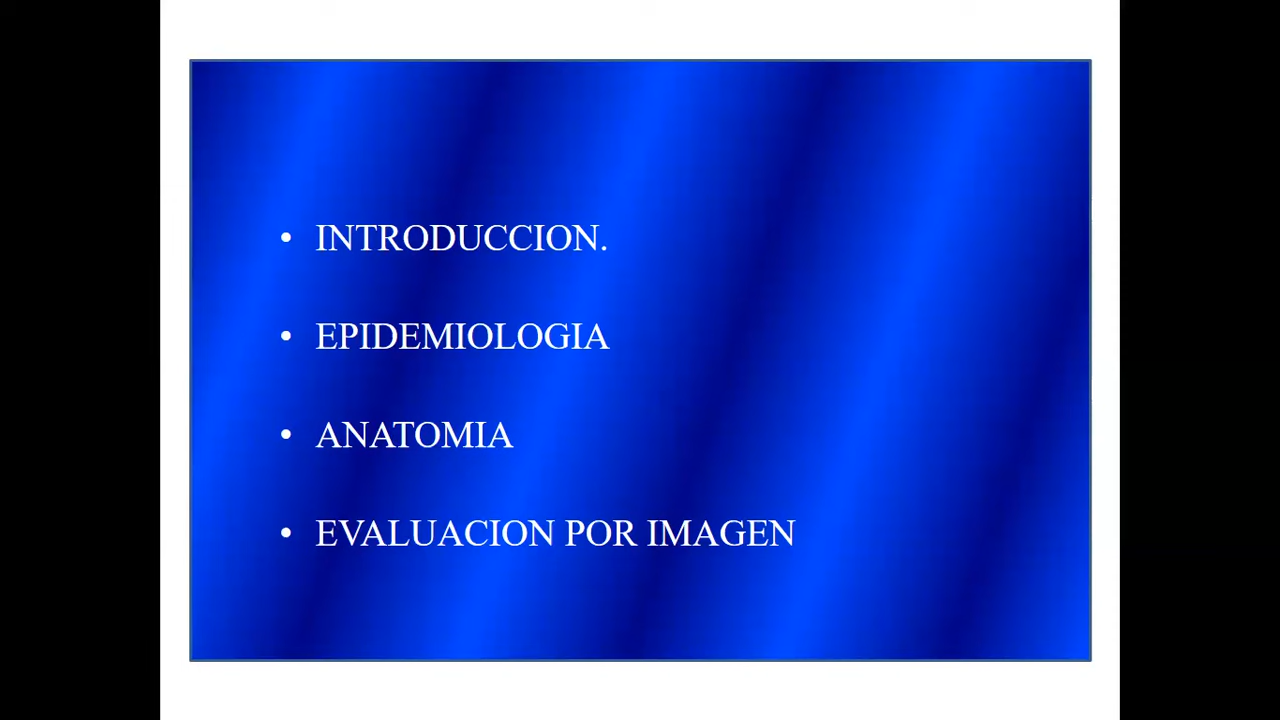 • INTRODUCCION.
• EPIDEMIOLOGIA
• ANATOMIA
• EVALUACION POR IMAGEN